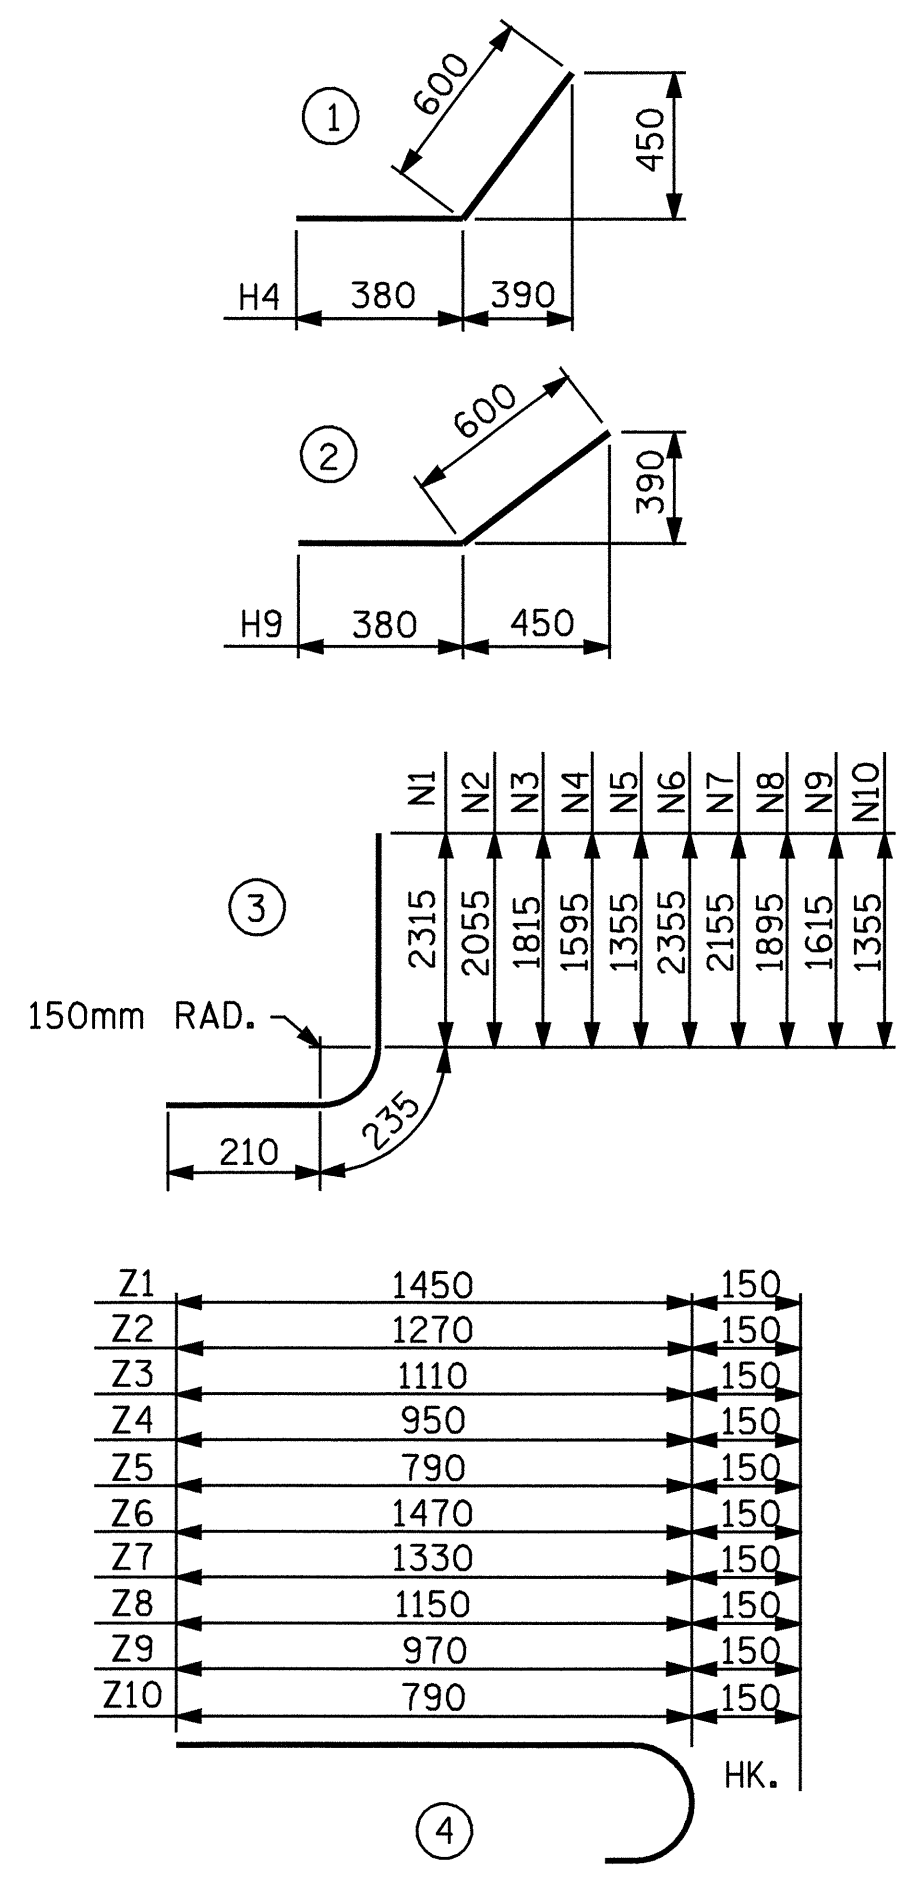 600
1
450
H4 380 390
600
2
390
H9 380 450
N1 N2 N3 N4 N5 N6 N7 N8 N9 N10
3
2315 2055 1815 1595 1355 2355 2155 1895 1615 1355
150mm RAD.
235
210
Z1 1450 150
Z2 1270 150
Z3 1110 150
Z4 950 150
Z5 790 150
Z6 1470 150
Z7 1330 150
Z8 1150 150
Z9 970 150
Z10 790 150
HK.
4